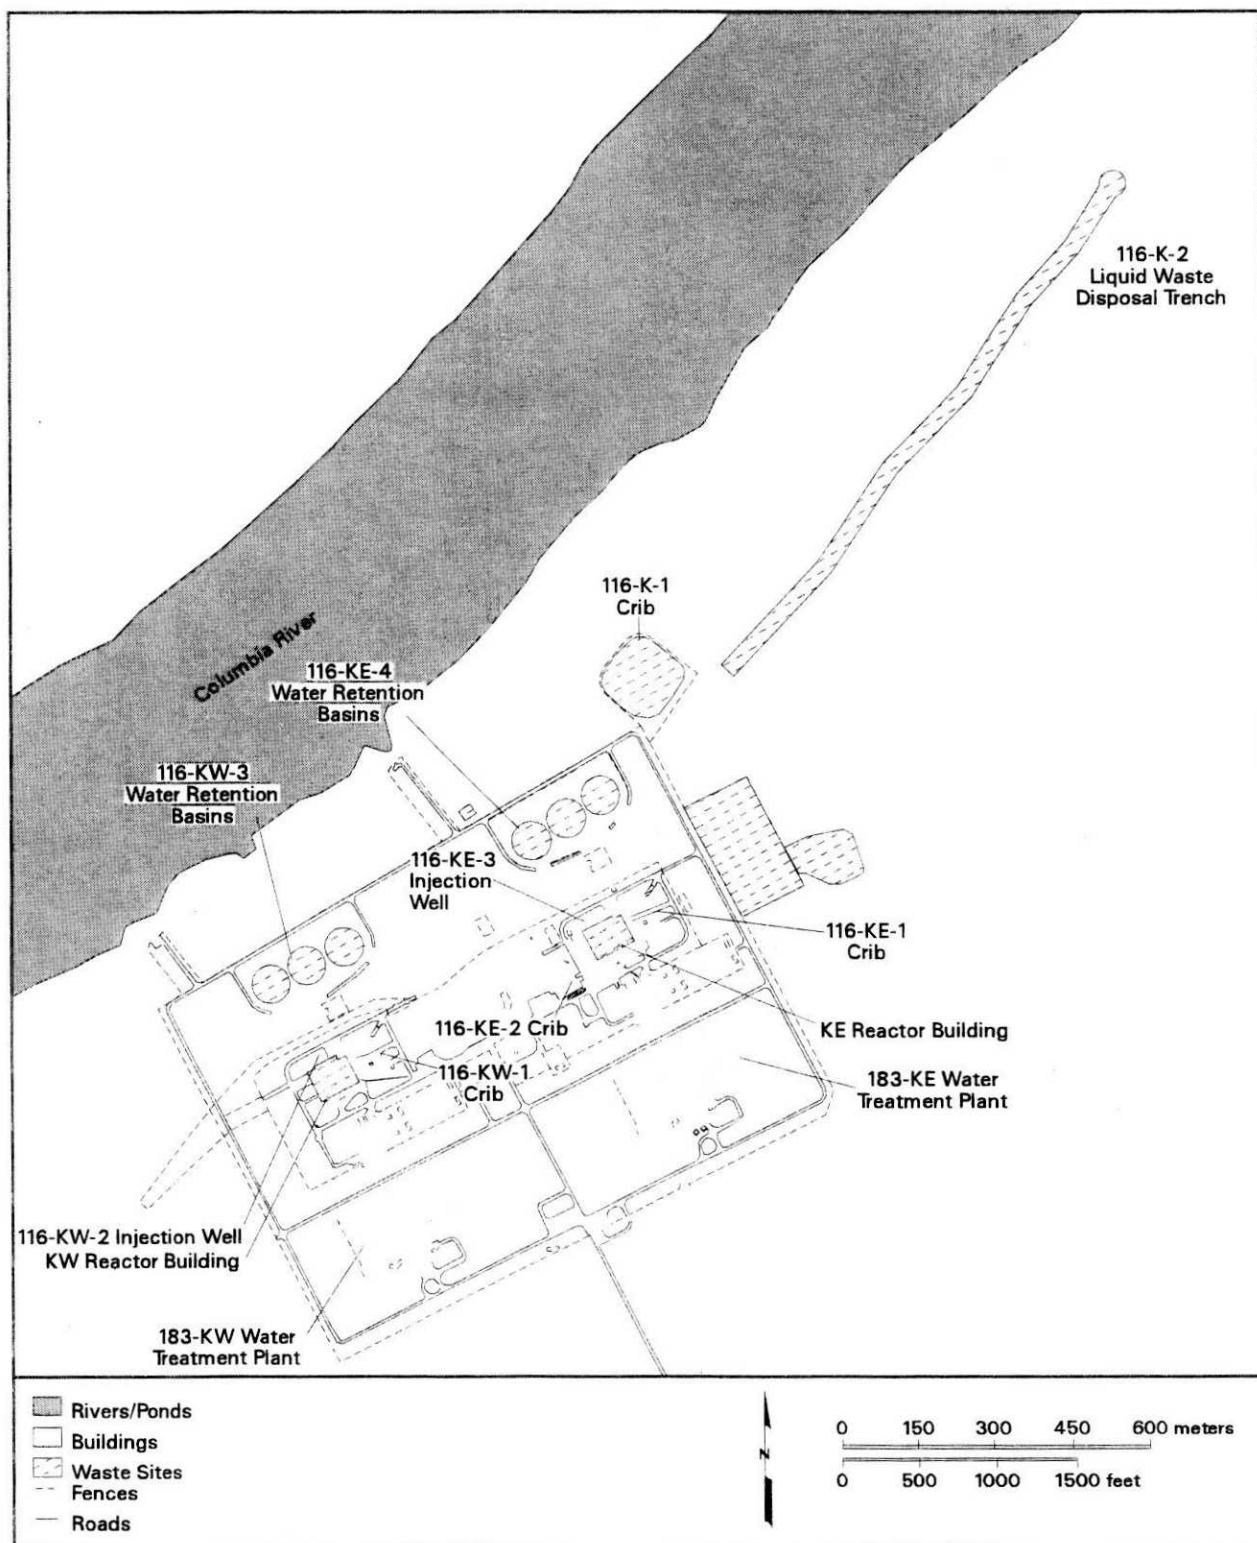 116-K-2
Liquid Waste
Disposal Trench
116-K-1
Crib
Columbia River
116-KE-4
Water Retention
Basins
116-KW-3
Water Retention
Basins
116-KE-3
Injection
Well
116-KE-1
Crib
116-KE-2 Crib
KE Reactor Building
116-KW-1
Crib
183-KE Water
Treatment Plant
116-KW-2 Injection Well
KW Reactor Building
183-KW Water
Treatment Plant
Rivers/Ponds
Buildings
Waste Sites
Fences
Roads
N
0 150 300 450 600 meters
0 500 1000 1500 feet